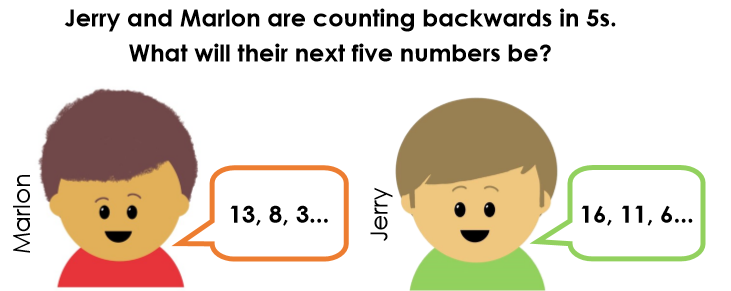 Jerry and Marlon are counting backwards in 5s.
What will their next five numbers be?
Marlon
13, 8, 3...
Jerry
16, 11, 6...